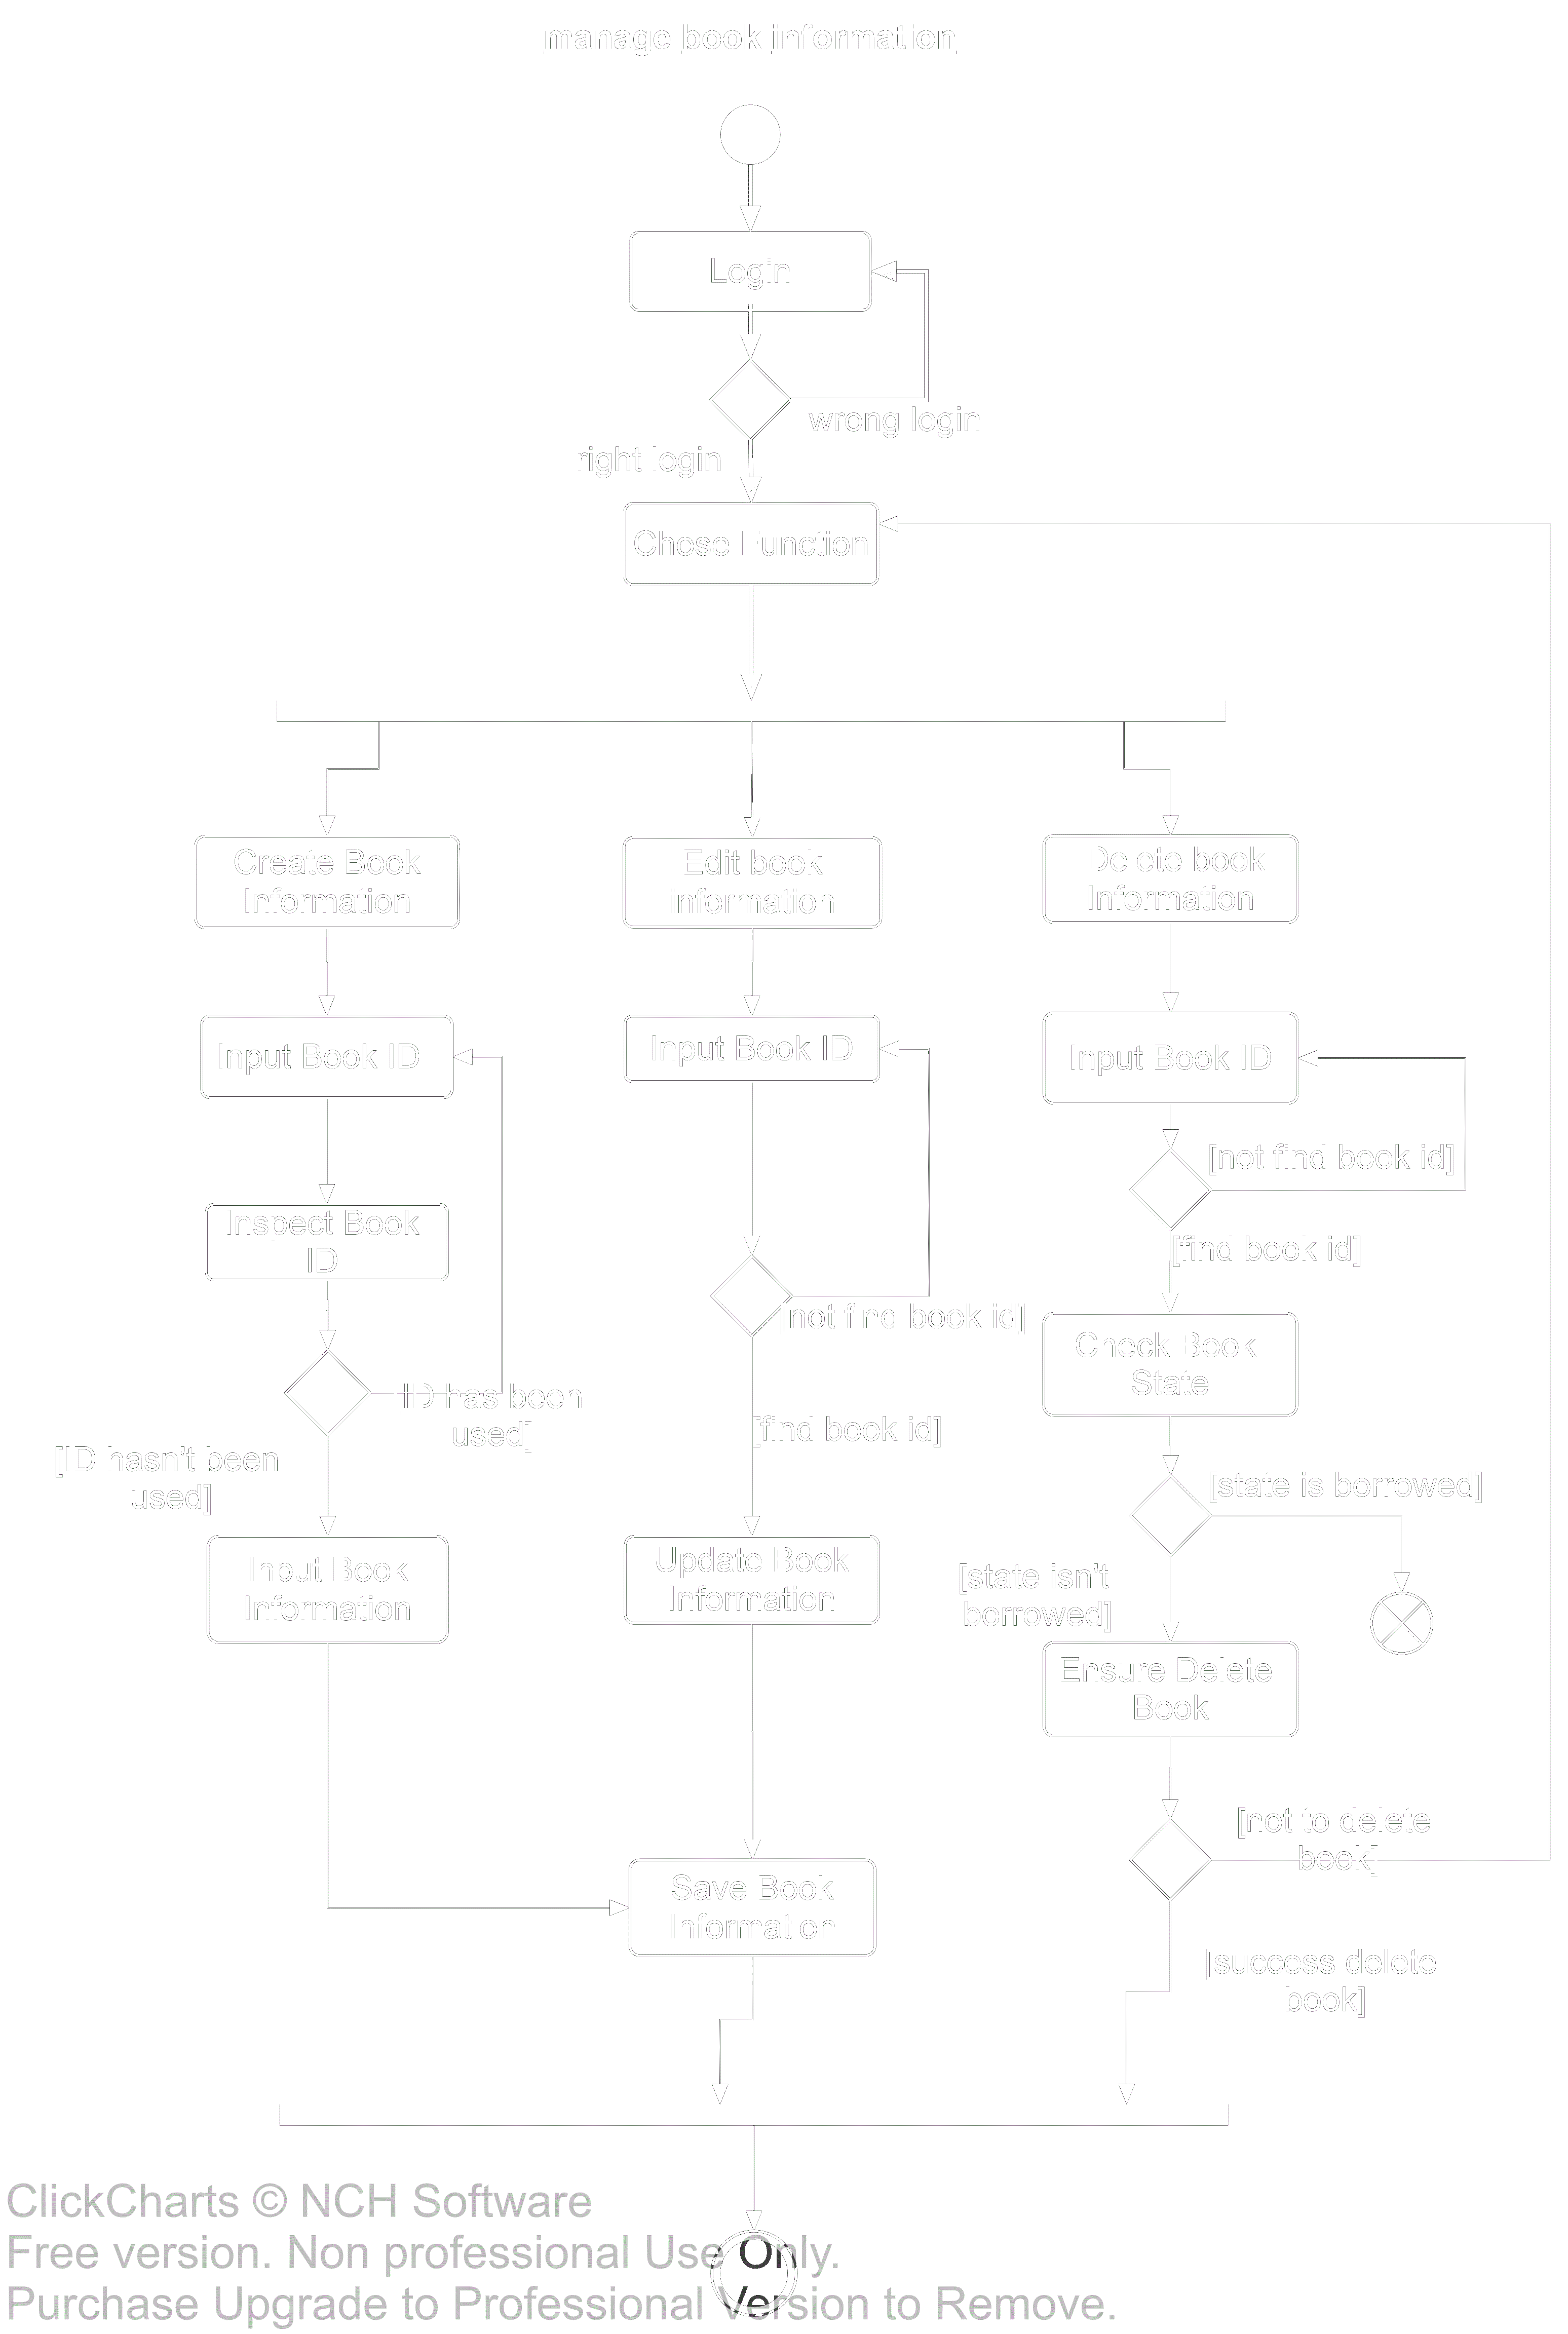 manage book information
Login
wrong login
right login
Chose Function
Create Book
Information
Edit book
information
Delete book
Information
Input Book ID
Input Book ID
Input Book ID
[not find book id]
Inspect Book
ID
[find book id]
[not find book id]
Check Book
State
[ID has been
used]
[find book id]
[ID hasn't been
used]
[state is borrowed]
Input Book
Information
Update Book
Information
[state isn't
borrowed]
Ensure Delete
Book
[not to delete
book]
Save Book
Information
[success delete
book]
ClickCharts © NCH Software
Free version. Non professional Use Only.
Purchase Upgrade to Professional Version to Remove.